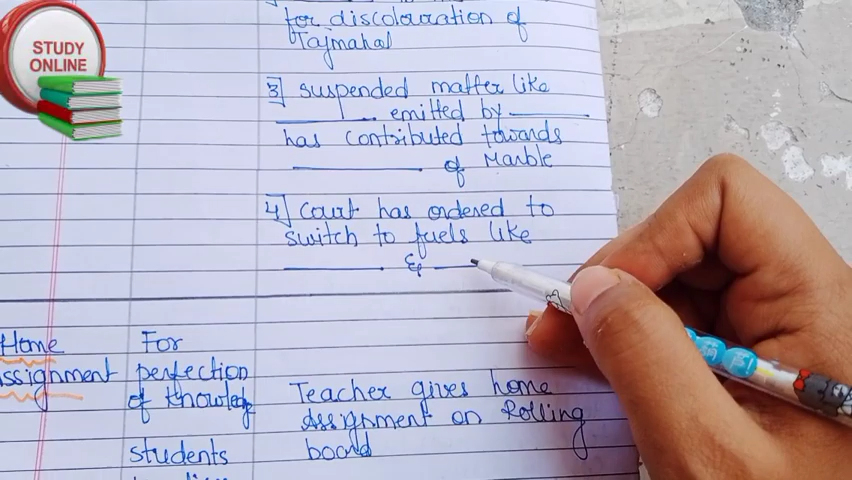 STUDY
ONLINE
for discolouration of
Tajmahal
3] suspended matter like
emitted by
has contributed towards
of Marble
4] Court has ordered to
switch to fuels like
&
Home
Assignment
For
perfection
of knowledg
students
Teacher gives home
Assignment on Rolling
board